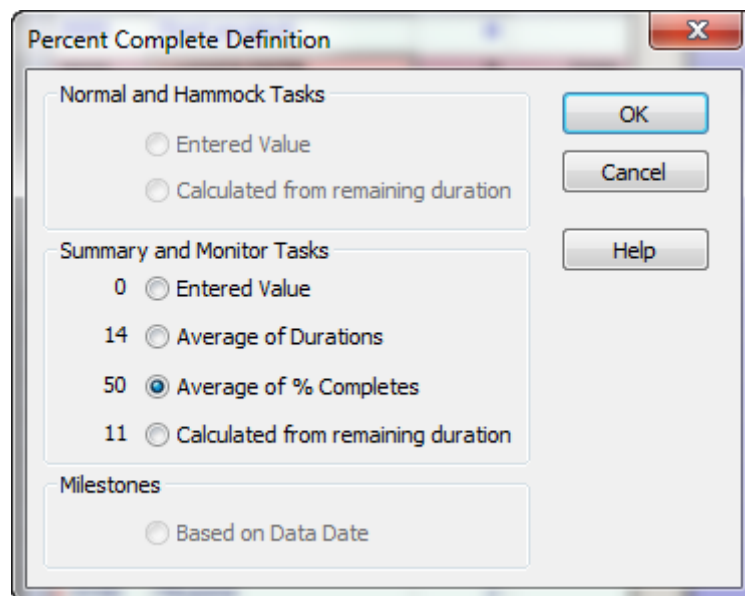 Percent Complete Definition
Normal and Hammock Tasks
Entered Value
Calculated from remaining duration
OK
Cancel
Help
Summary and Monitor Tasks
0 Entered Value
14 Average of Durations
50 Average of % Completes
11 Calculated from remaining duration
Milestones
Based on Data Date